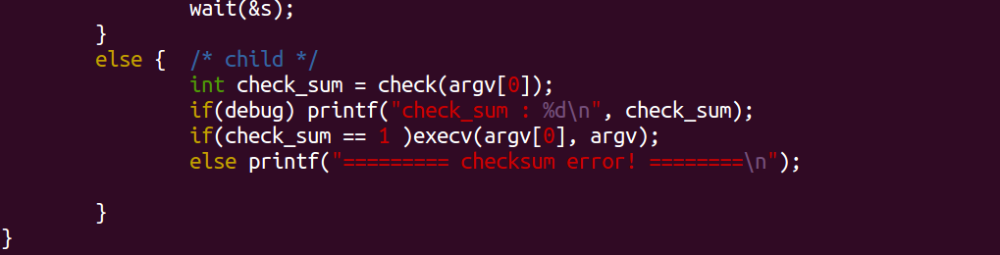 wait(&s);
}
else {  /* child */
int check_sum = check(argv[0]);
if(debug) printf("check_sum : %d\n", check_sum);
if(check_sum == 1 )execv(argv[0], argv);
else printf("========= checksum error! ========\n");
}
}